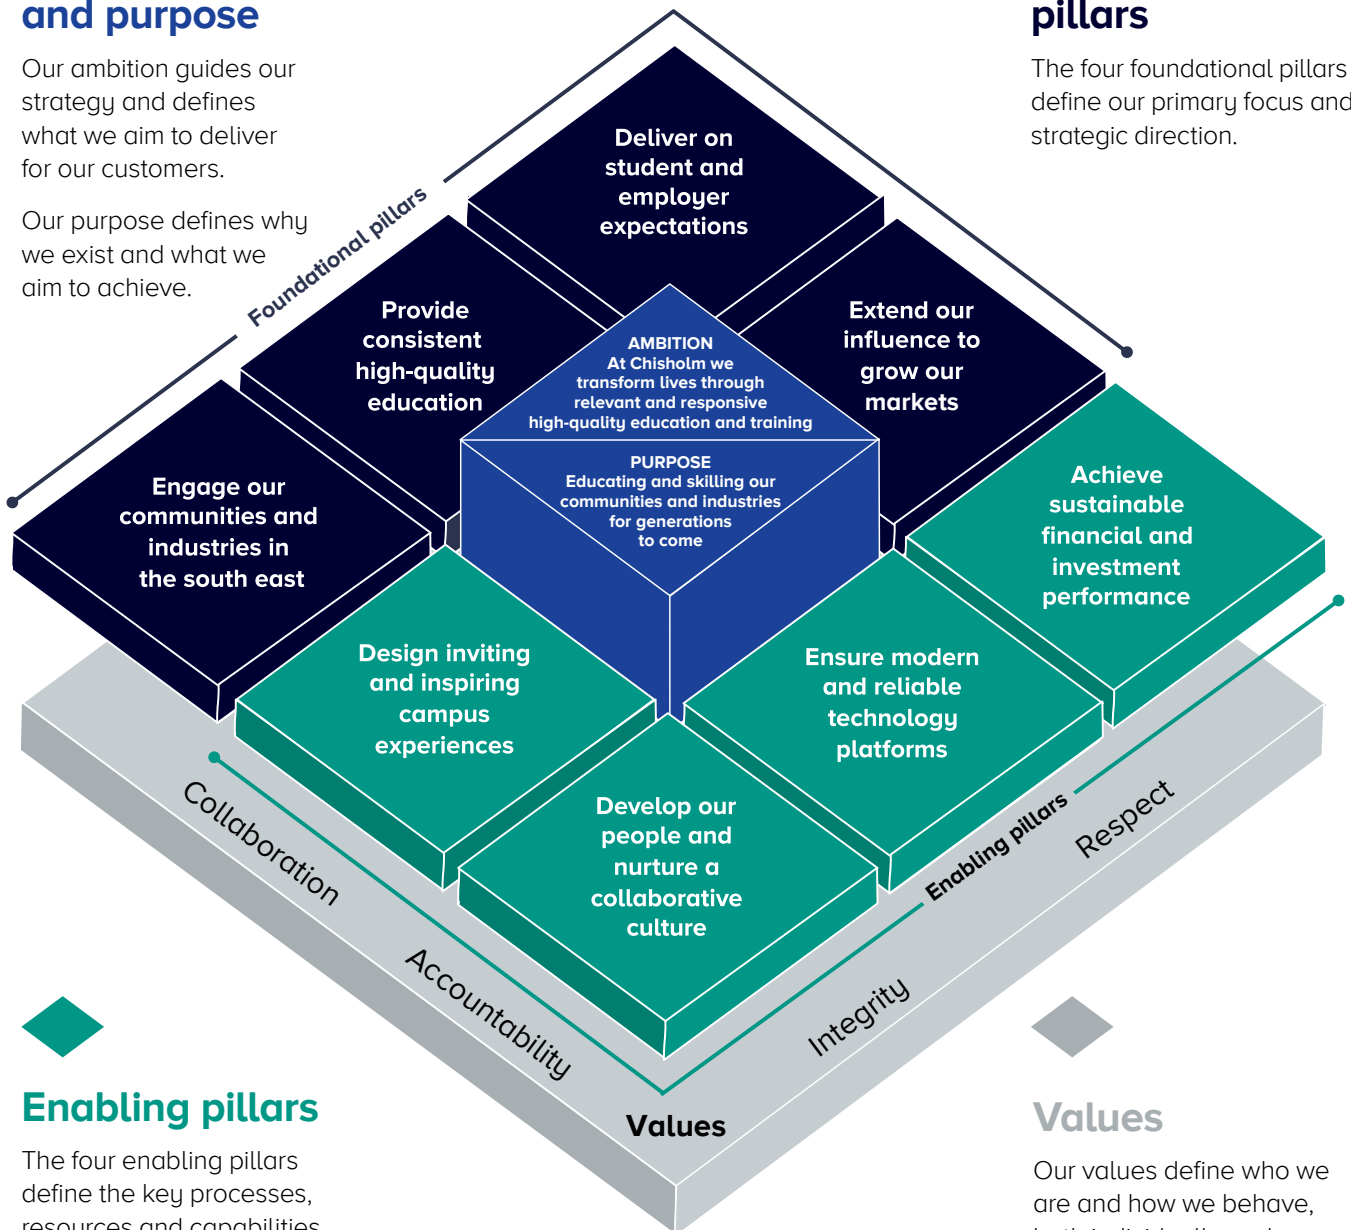 and purpose
Our ambition guides our
strategy and defines
what we aim to deliver
for our customers.
Our purpose defines why
we exist and what we
aim to achieve.
pillars
The four foundational pillars
define our primary focus and
strategic direction.
Foundational pillars
Deliver on
student and
employer
expectations
Provide
consistent
high-quality
education
Extend our
influence to
grow our
markets
Engage our
communities and
industries in
the south east
AMBITION
At Chisholm we
transform lives through
relevant and responsive
high-quality education and training
PURPOSE
Educating and skilling our
communities and industries
for generations
to come
Achieve
sustainable
financial and
investment
performance
Design inviting
and inspiring
campus
experiences
Ensure modern
and reliable
technology
platforms
Develop our
people and
nurture a
collaborative
culture
Enabling pillars
Collaboration
Accountability
Integrity
Respect
Values
Enabling pillars
The four enabling pillars
define the key processes,
resources and capabilities
Values
Our values define who we
are and how we behave,